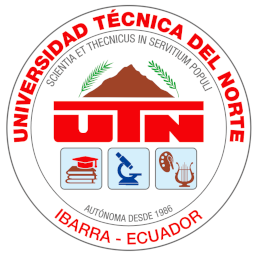 UNIVERSIDAD TÉCNICA DEL NORTE
SCIENTIA ET THECNICUS IN SERVITIUM POPULI
UTN
AUTÓNOMA DESDE 1986
IBARRA - ECUADOR